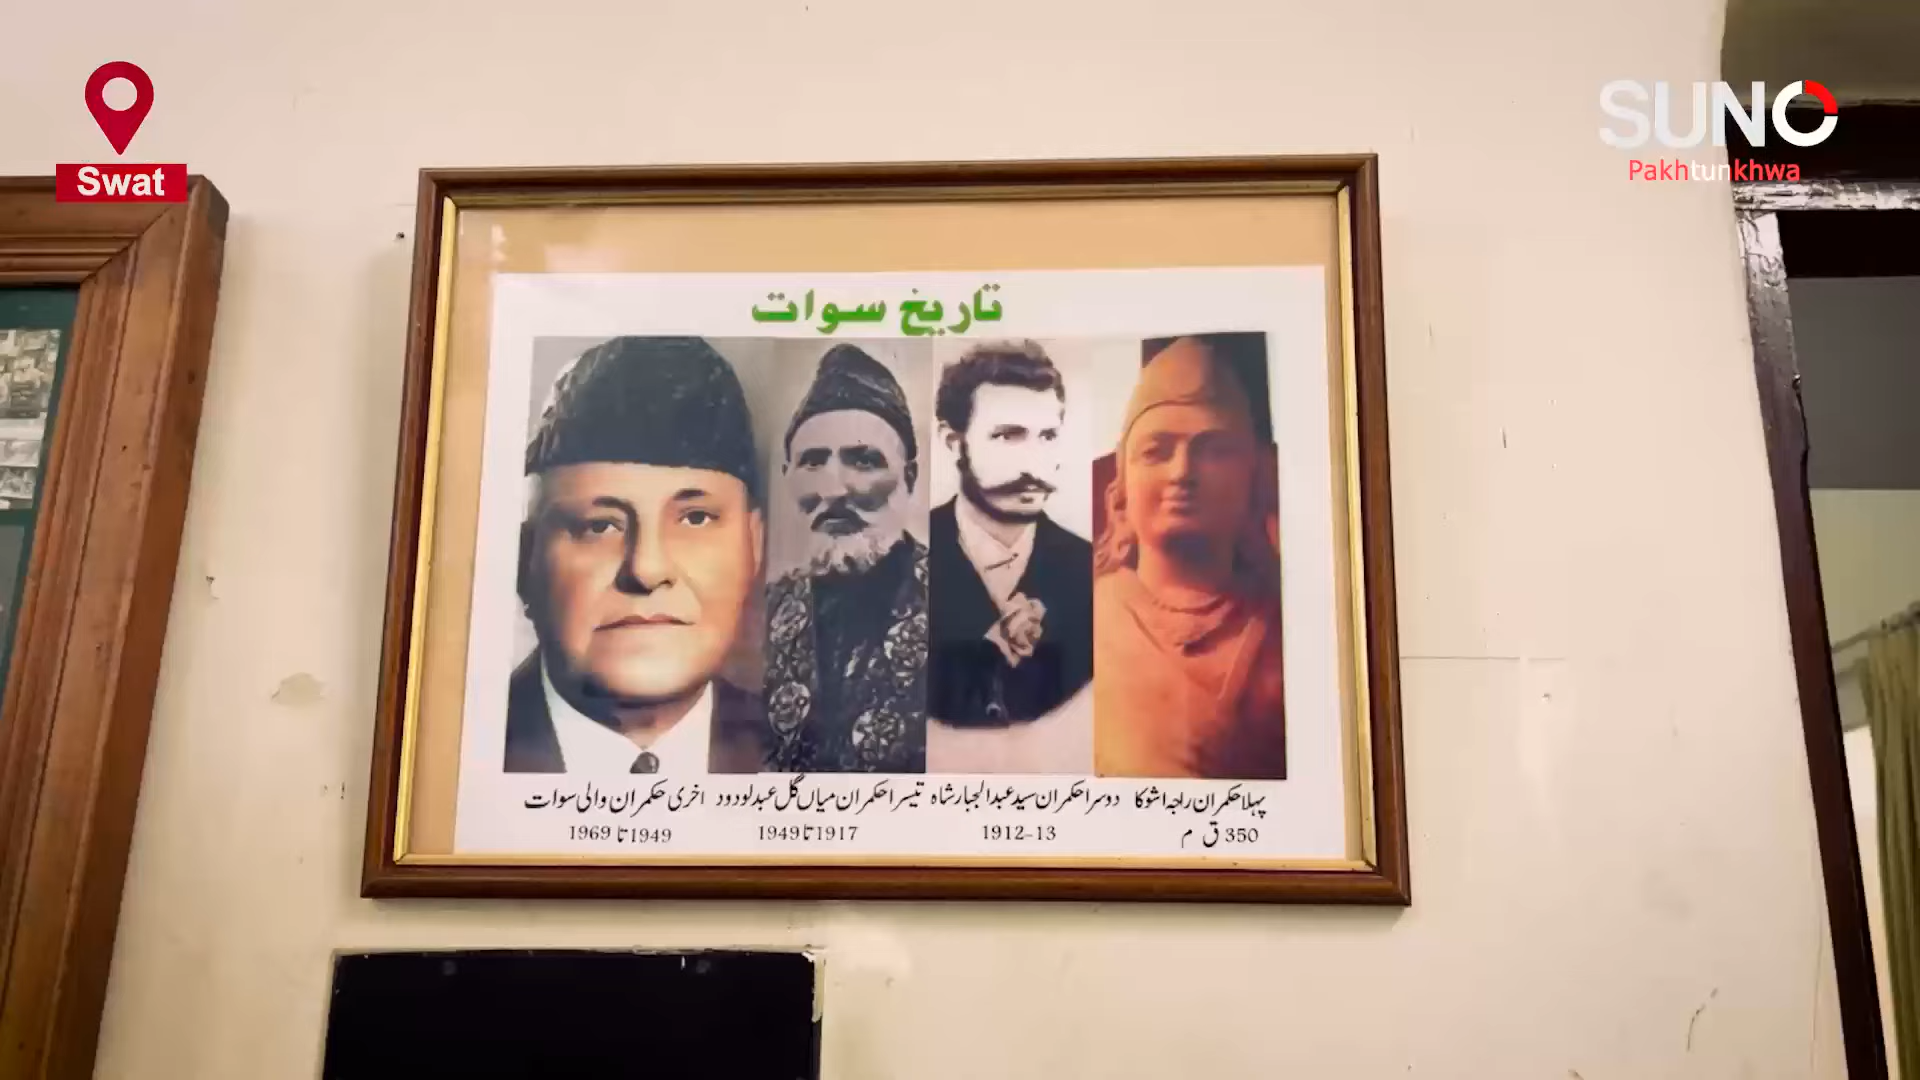 Swat
SUNO
Pakhtunkhwa
تاریخ سوات
پہلا حکمران راجہ اشوکا
350 ق م
دوسرا حکمران سید عبدالجبار شاہ
1912-13
تیسرا حکمران میاں گل عبدلودود
1917 تا 1949
اخری حکمران والی سوات
1949 تا 1969